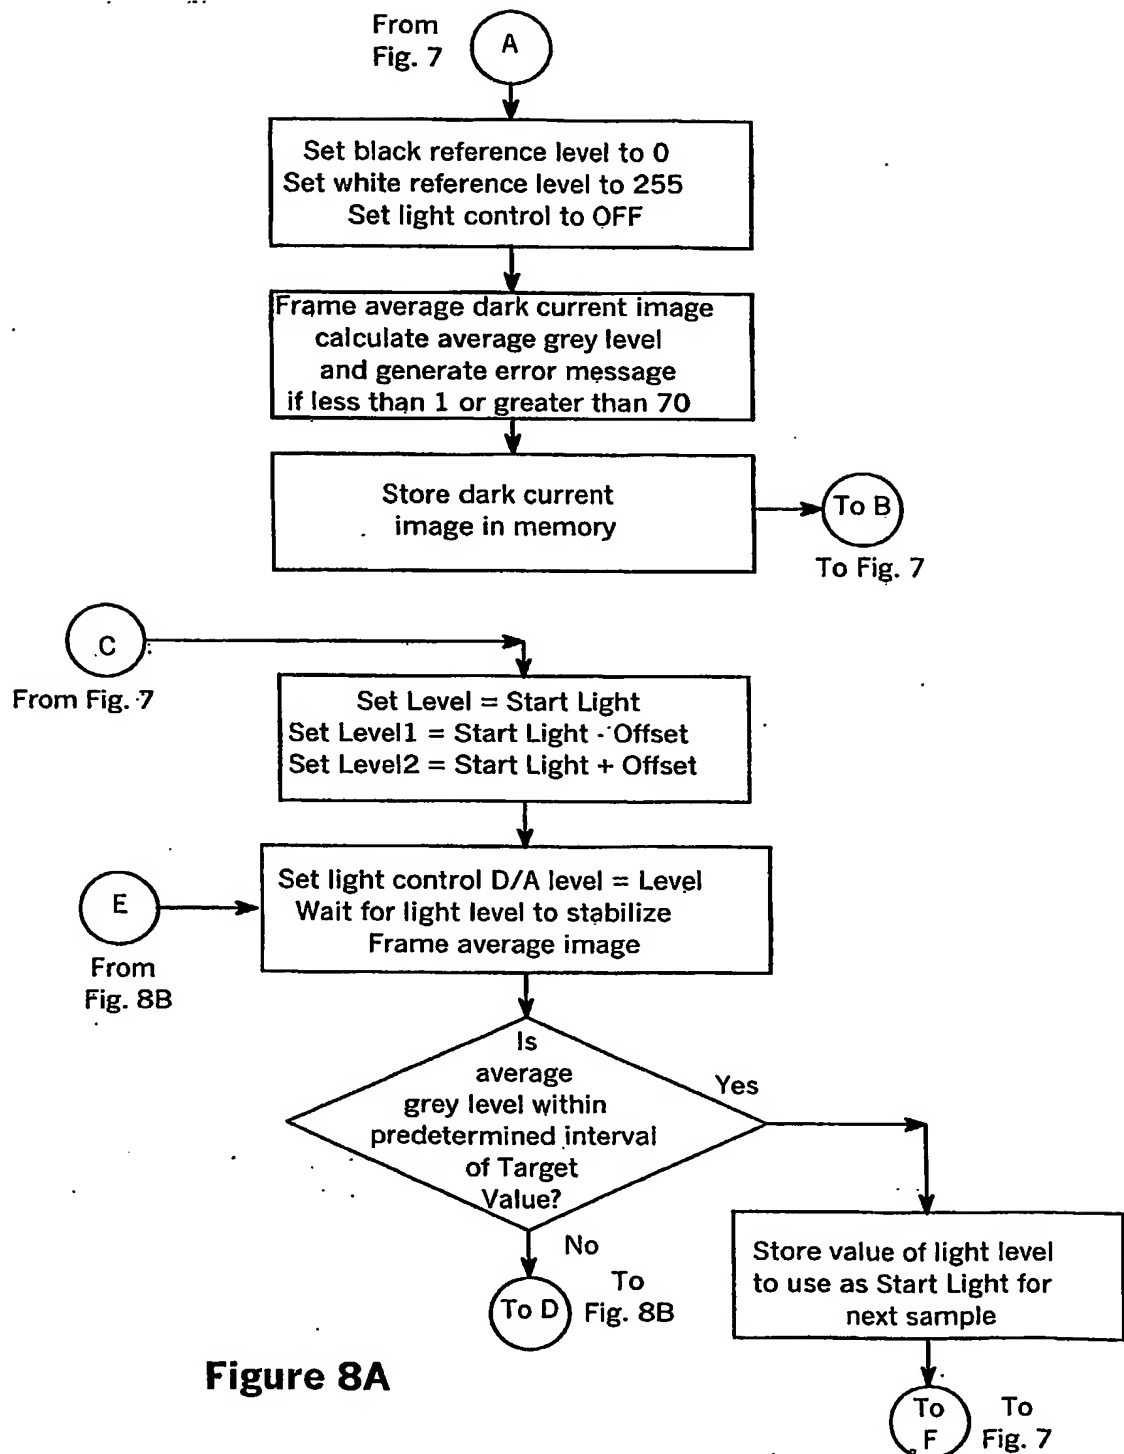 From
Fig. 7
A
Set black reference level to 0
Set white reference level to 255
Set light control to OFF
Frame average dark current image
calculate average grey level
and generate error message
if less than 1 or greater than 70
Store dark current
image in memory
To B
To Fig. 7
C
From Fig. 7
Set Level = Start Light
Set Level1 = Start Light - Offset
Set Level2 = Start Light + Offset
E
From
Fig. 8B
Set light control D/A level = Level
Wait for light level to stabilize
Frame average image
Is
average
grey level within
predetermined interval
of Target
Value?
Yes
No
To D
To
Fig. 8B
Store value of light level
to use as Start Light for
next sample
To
F
To
Fig. 7
Figure 8A